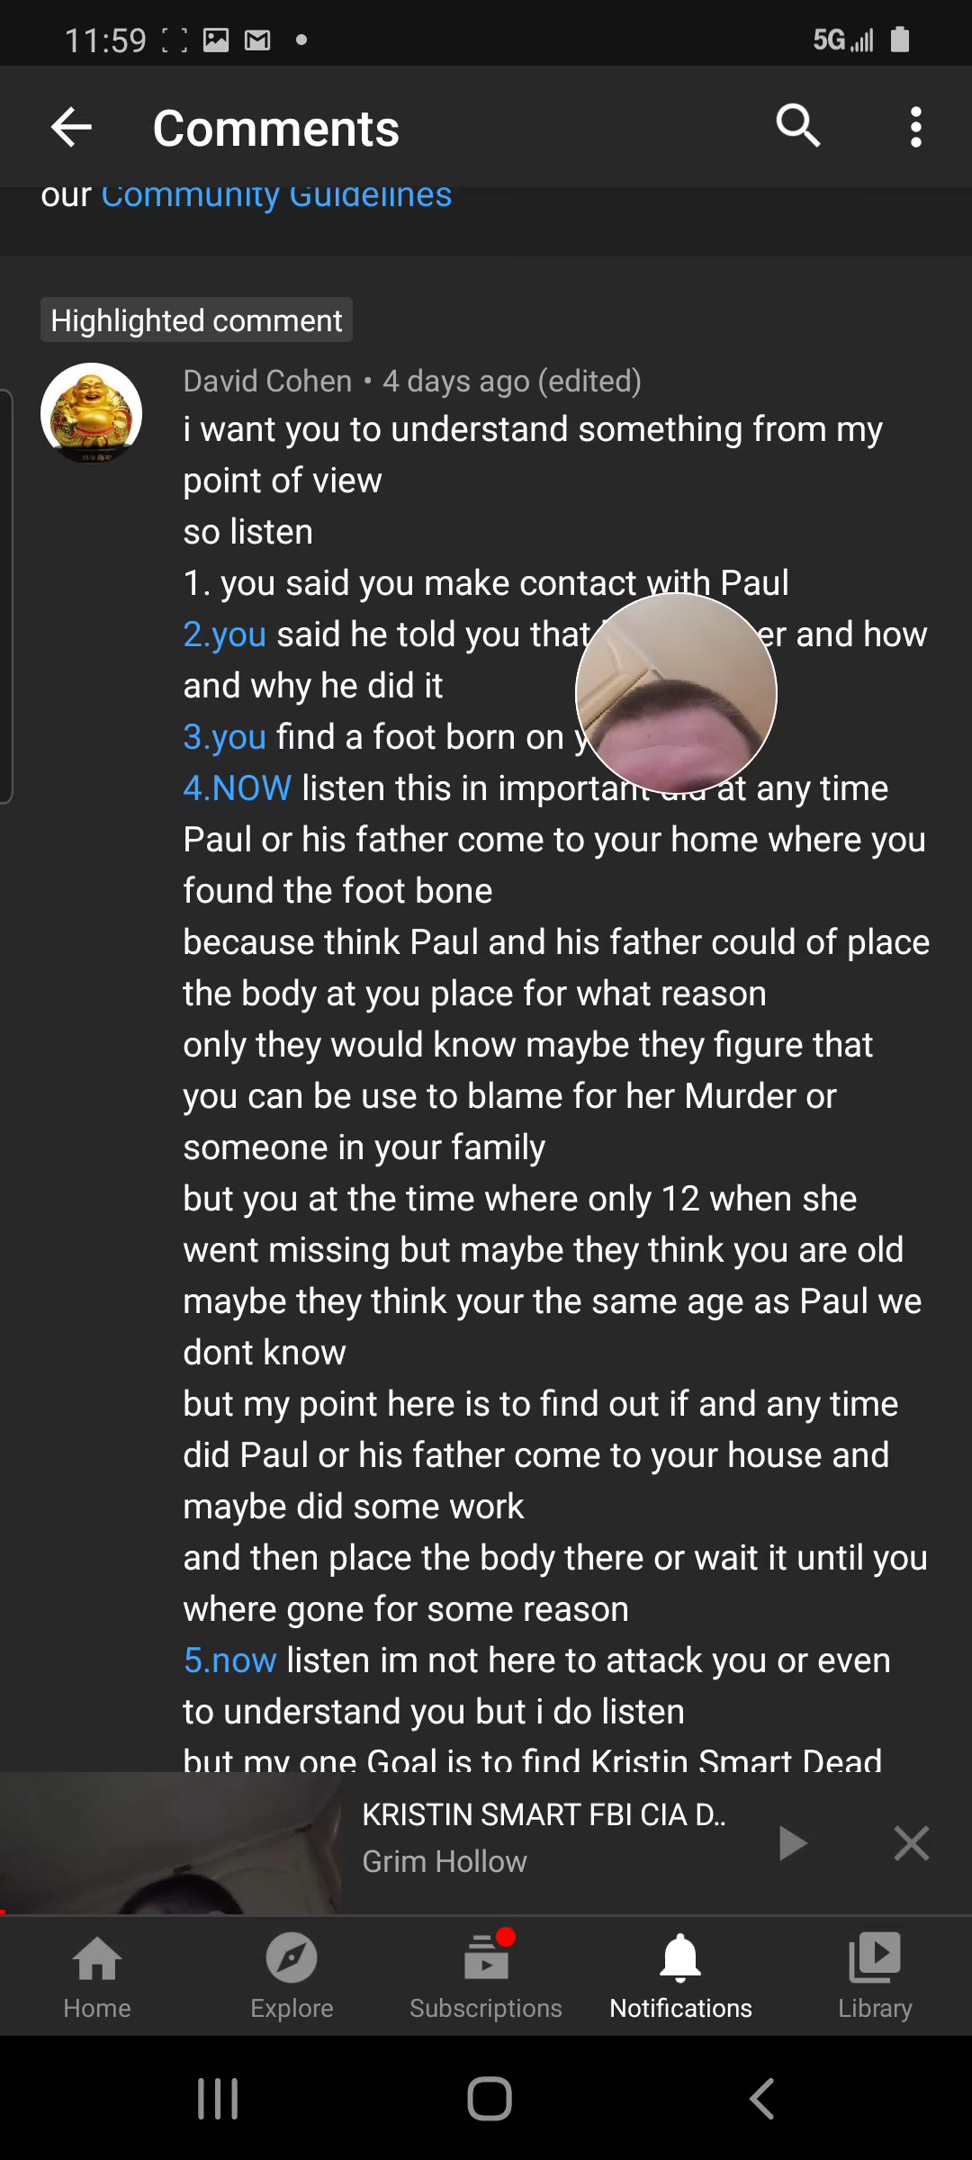 11:59
5G
Comments
our Community Guidelines
Highlighted comment
David Cohen • 4 days ago (edited)
i want you to understand something from my
point of view
so listen
1. you said you make contact with Paul
2.you said he told you that er and how
and why he did it
3.you find a foot born on y
4.NOW listen this in important did at any time
Paul or his father come to your home where you
found the foot bone
because think Paul and his father could of place
the body at you place for what reason
only they would know maybe they figure that
you can be use to blame for her Murder or
someone in your family
but you at the time where only 12 when she
went missing but maybe they think you are old
maybe they think your the same age as Paul we
dont know
but my point here is to find out if and any time
did Paul or his father come to your house and
maybe did some work
and then place the body there or wait it until you
where gone for some reason
5.now listen im not here to attack you or even
to understand you but i do listen
but my one Goal is to find Kristin Smart Dead
KRISTIN SMART FBI CIA D..
Grim Hollow
Home
Explore
Subscriptions
Notifications
Library